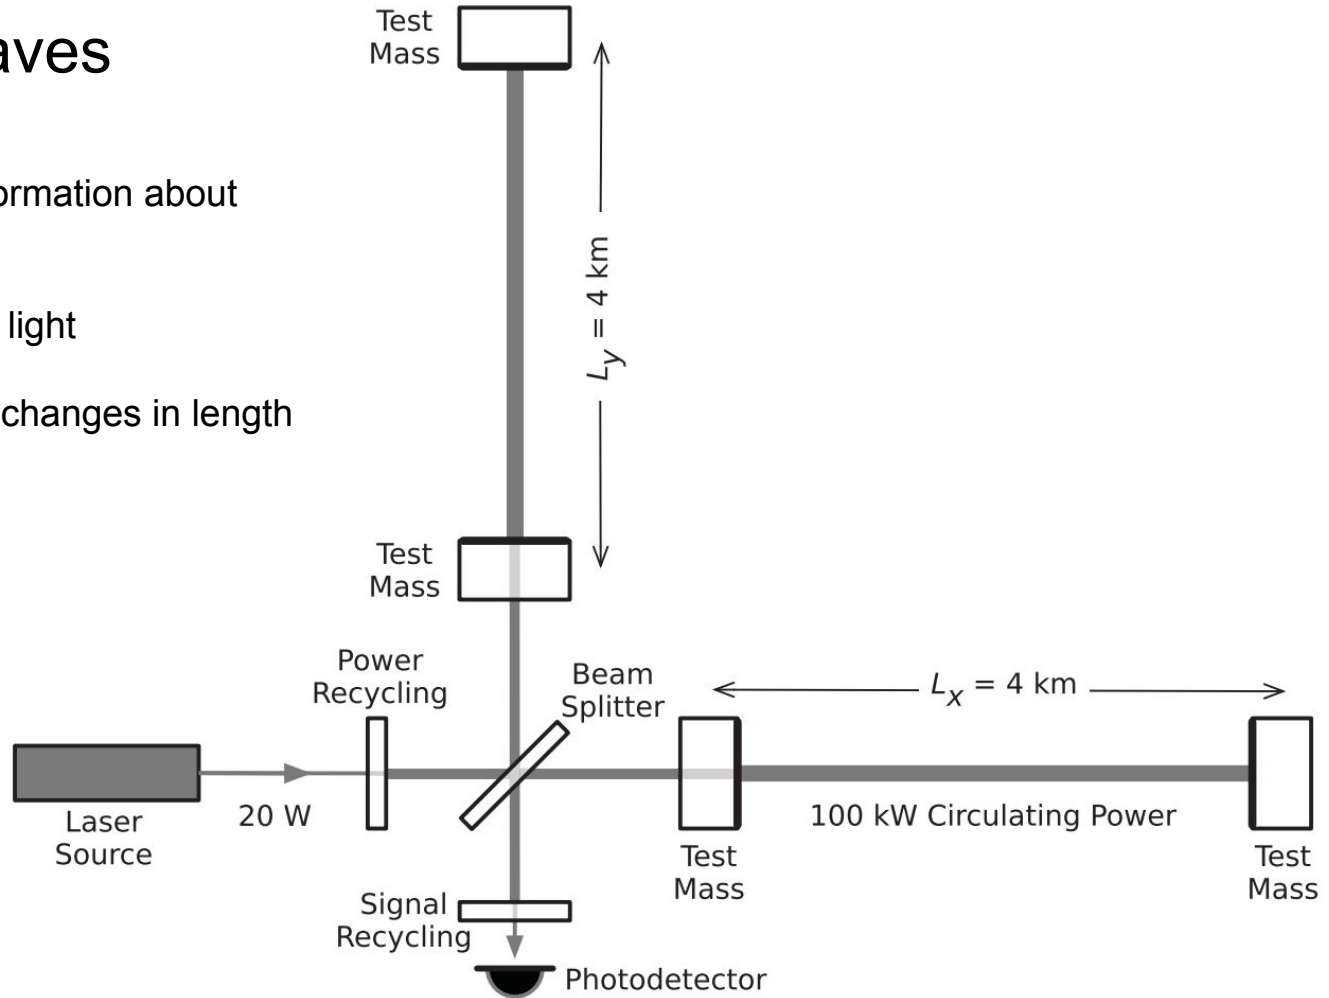 aves
ormation about
light
changes in length
Test
Mass
Ly = 4 km
Test
Mass
Power
Recycling
Beam
Splitter
Lx = 4 km
Laser
Source
20 W
100 kW Circulating Power
Test
Mass
Test
Mass
Signal
Recycling
Photodetector